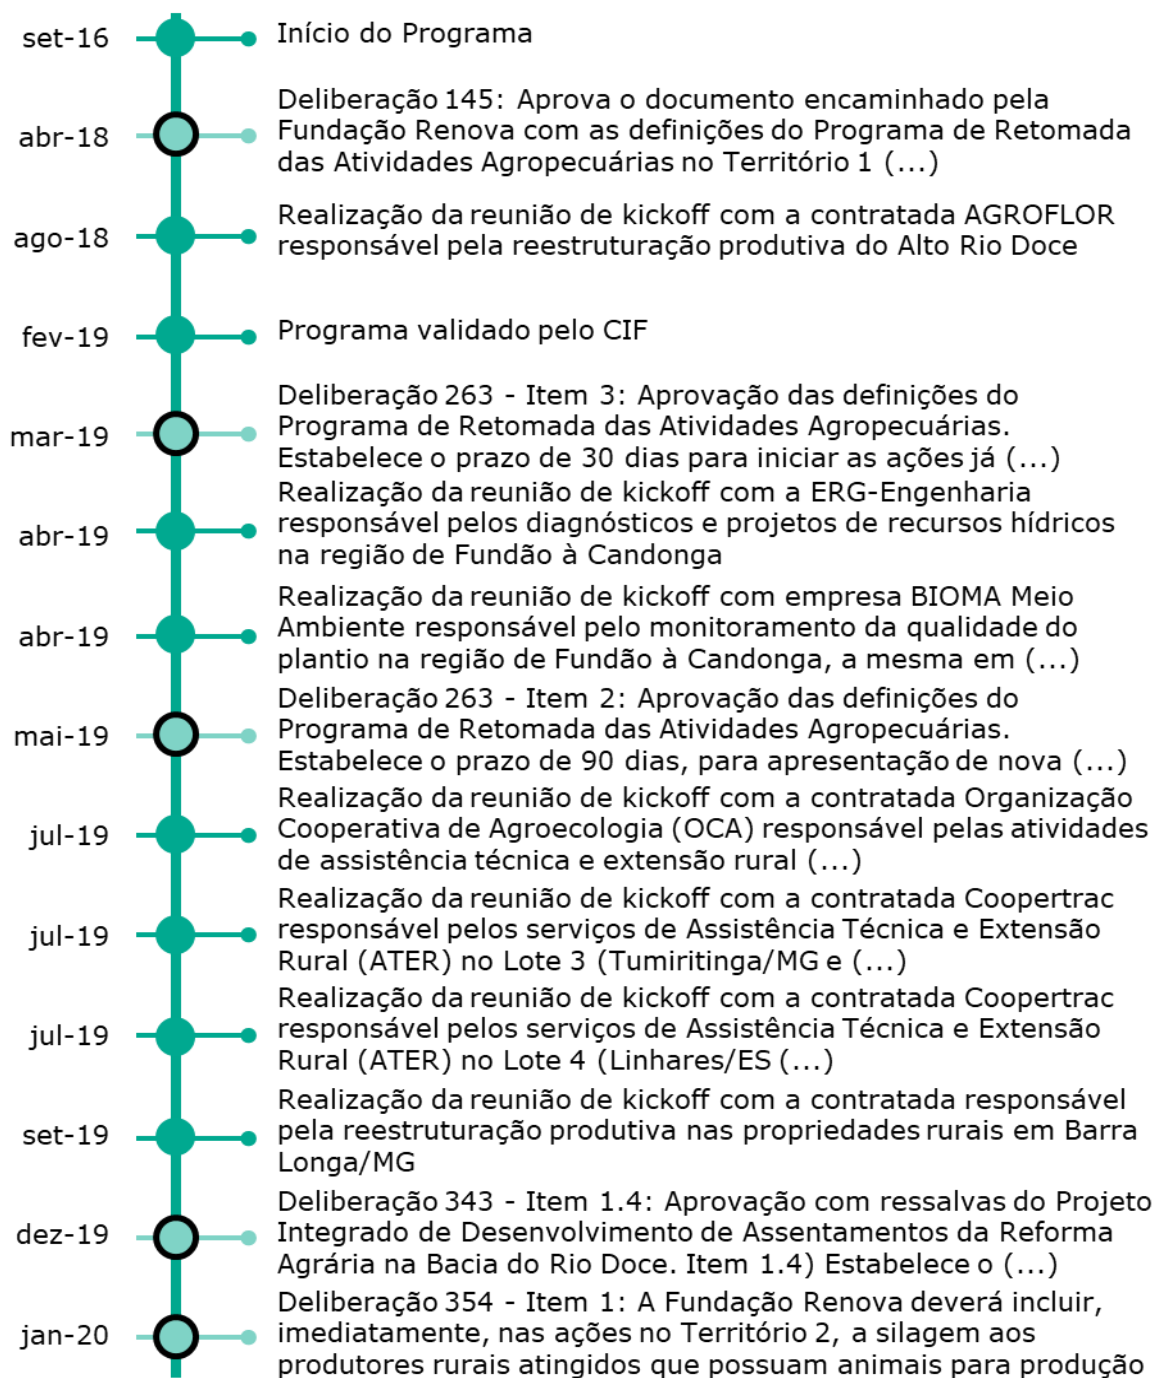 set-16
Início do Programa
abr-18
Deliberação 145: Aprova o documento encaminhado pela
Fundação Renova com as definições do Programa de Retomada
das Atividades Agropecuárias no Território 1 (...)
ago-18
Realização da reunião de kickoff com a contratada AGROFLOR
responsável pela reestruturação produtiva do Alto Rio Doce
fev-19
Programa validado pelo CIF
mar-19
Deliberação 263 - Item 3: Aprovação das definições do
Programa de Retomada das Atividades Agropecuárias.
Estabelece o prazo de 30 dias para iniciar as ações já (...)
abr-19
Realização da reunião de kickoff com a ERG-Engenharia
responsável pelos diagnósticos e projetos de recursos hídricos
na região de Fundão à Candonga
abr-19
Realização da reunião de kickoff com empresa BIOMA Meio
Ambiente responsável pelo monitoramento da qualidade do
plantio na região de Fundão à Candonga, a mesma em (...)
mai-19
Deliberação 263 - Item 2: Aprovação das definições do
Programa de Retomada das Atividades Agropecuárias.
Estabelece o prazo de 90 dias, para apresentação de nova (...)
jul-19
Realização da reunião de kickoff com a contratada Organização
Cooperativa de Agroecologia (OCA) responsável pelas atividades
de assistência técnica e extensão rural (...)
jul-19
Realização da reunião de kickoff com a contratada Coopertrac
responsável pelos serviços de Assistência Técnica e Extensão
Rural (ATER) no Lote 3 (Tumiritinga/MG e (...)
jul-19
Realização da reunião de kickoff com a contratada Coopertrac
responsável pelos serviços de Assistência Técnica e Extensão
Rural (ATER) no Lote 4 (Linhares/ES (...)
set-19
Realização da reunião de kickoff com a contratada responsável
pela reestruturação produtiva nas propriedades rurais em Barra
Longa/MG
dez-19
Deliberação 343 - Item 1.4: Aprovação com ressalvas do Projeto
Integrado de Desenvolvimento de Assentamentos da Reforma
Agrária na Bacia do Rio Doce. Item 1.4) Estabelece o (...)
jan-20
Deliberação 354 - Item 1: A Fundação Renova deverá incluir,
imediatamente, nas ações no Território 2, a silagem aos
produtores rurais atingidos que possuam animais para produção